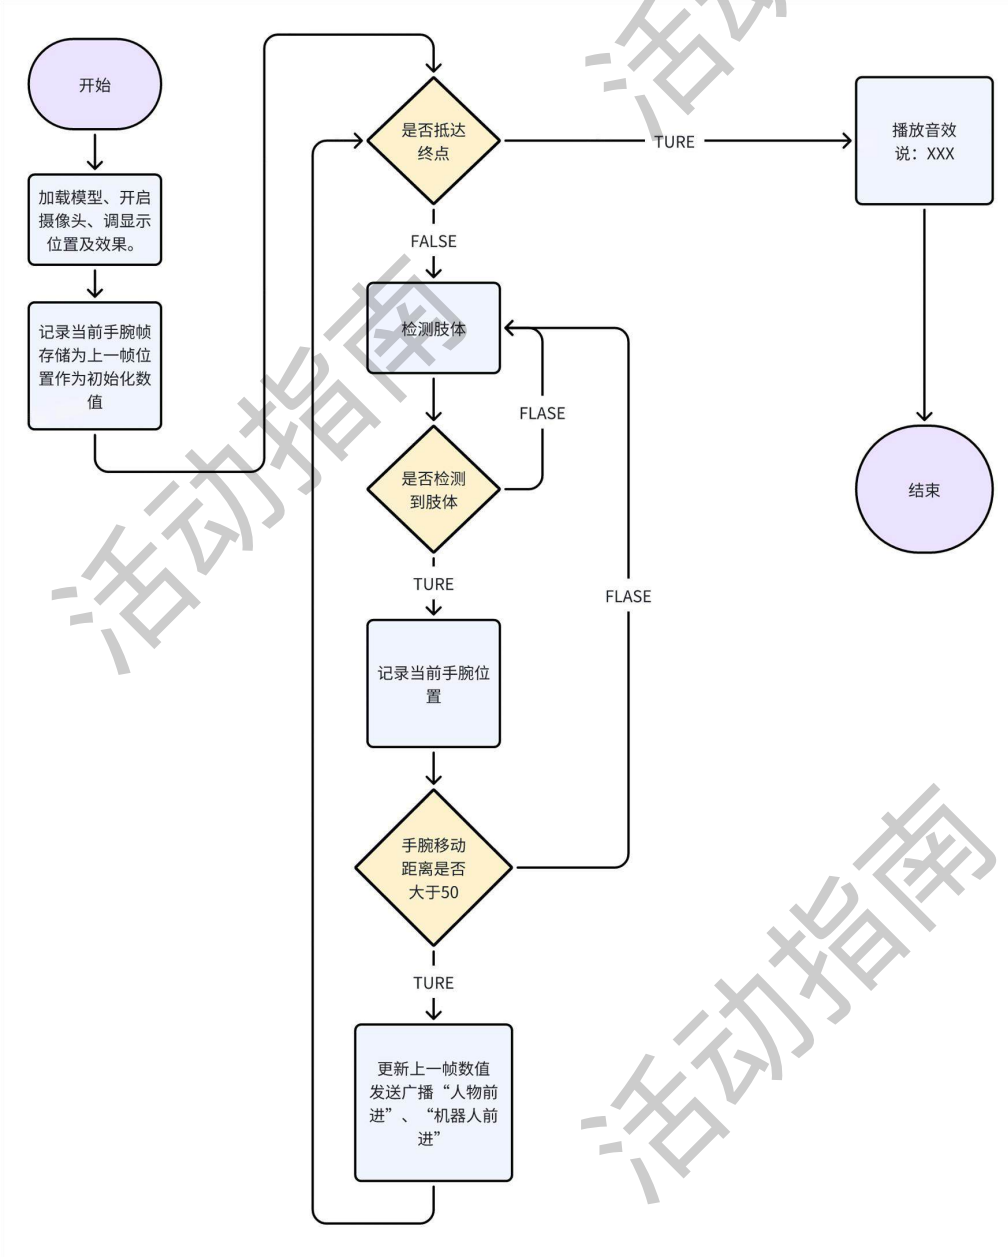 开始
加载模型、开启
摄像头、调显示
位置及效果。
记录当前手腕帧
存储为上一帧位
置作为初始化数
值
是否抵达
终点
TURE
播放音效
说：XXX
结束
FALSE
检测肢体
FLASE
是否检测
到肢体
TURE
FLASE
记录当前手腕位
置
手腕移动
距离是否
大于50
TURE
更新上一帧数值
发送广播“人物前
进”、“机器人前
进”
活动指南
活动指南
活动